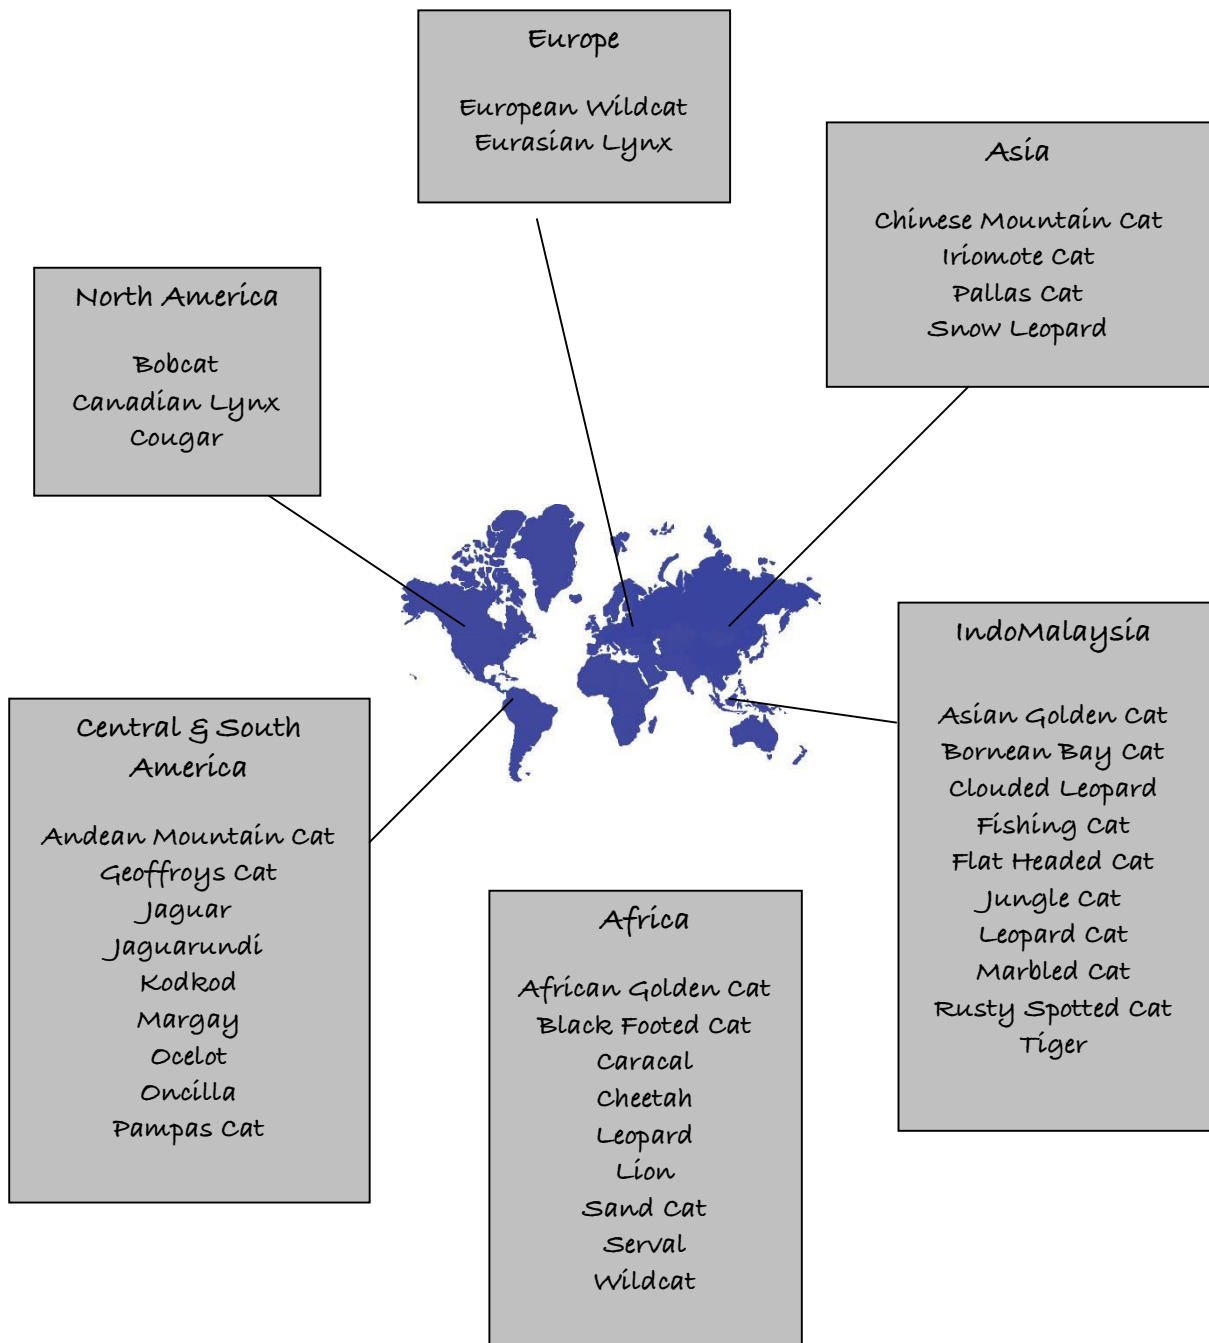 Europe
European Wildcat
Eurasian Lynx
Asia
Chinese Mountain Cat
Iriomote Cat
Pallas Cat
Snow Leopard
North America
Bobcat
Canadian Lynx
Cougar
IndoMalaysia
Asian Golden Cat
Bornean Bay Cat
Clouded Leopard
Fishing Cat
Flat Headed Cat
Jungle Cat
Leopard Cat
Marbled Cat
Rusty Spotted Cat
Tiger
Central & South
America
Andean Mountain Cat
Geoffroys Cat
Jaguar
Jaguarundi
Kodkod
Margay
Ocelot
Oncilla
Pampas Cat
Africa
African Golden Cat
Black Footed Cat
Caracal
Cheetah
Leopard
Lion
Sand Cat
Serval
Wildcat